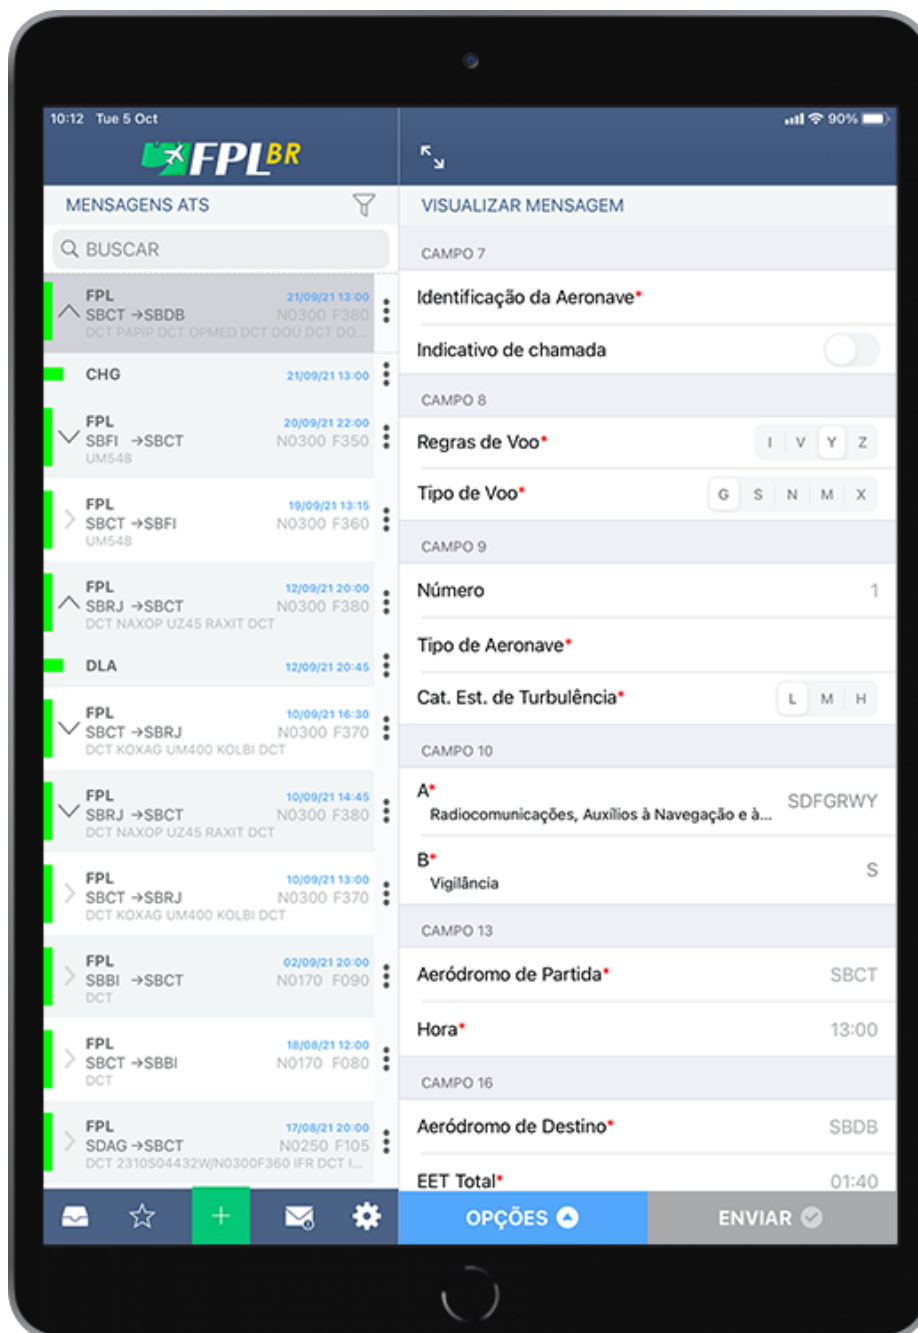 10:12 Tue 5 Oct
90%
FPLBR
MENSAGENS ATS
BUSCAR
FPL 21/09/21 13:00
SBCT →SBDB N0300 F380
DCT PAPIP DCT OPMED DCT DOU DCT DO...
CHG 21/09/21 13:00
FPL 20/09/21 22:00
SBFI →SBCT N0300 F350
UM548
FPL 19/09/21 13:15
SBCT →SBFI N0300 F360
UM548
FPL 12/09/21 20:00
SBRJ →SBCT N0300 F380
DCT NAXOP UZ45 RAXIT DCT
DLA 12/09/21 20:45
FPL 10/09/21 16:30
SBCT →SBRJ N0300 F370
DCT KOXAG UM400 KOLBI DCT
FPL 10/09/21 14:45
SBRJ →SBCT N0300 F380
DCT NAXOP UZ45 RAXIT DCT
FPL 10/09/21 13:00
SBCT →SBRJ N0300 F370
DCT KOXAG UM400 KOLBI DCT
FPL 02/09/21 20:00
SBBI →SBCT N0170 F090
DCT
FPL 18/08/21 12:00
SBCT →SBBI N0170 F080
DCT
FPL 17/08/21 20:00
SDAG →SBCT N0250 F105
DCT 2310S04432W/N0300F360 IFR DCT I...
VISUALIZAR MENSAGEM
CAMPO 7
Identificação da Aeronave*
Indicativo de chamada
CAMPO 8
Regras de Voo* I V Y Z
Tipo de Voo* G S N M X
CAMPO 9
Número 1
Tipo de Aeronave*
Cat. Est. de Turbulência* L M H
CAMPO 10
A* SDFGRWY
Radiocomunicações, Auxílios à Navegação e à...
B* S
Vigilância
CAMPO 13
Aeródromo de Partida* SBCT
Hora* 13:00
CAMPO 16
Aeródromo de Destino* SBDB
EET Total* 01:40
OPÇÕES
ENVIAR